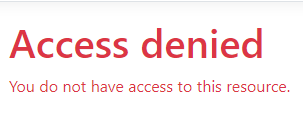 Access denied
You do not have access to this resource.